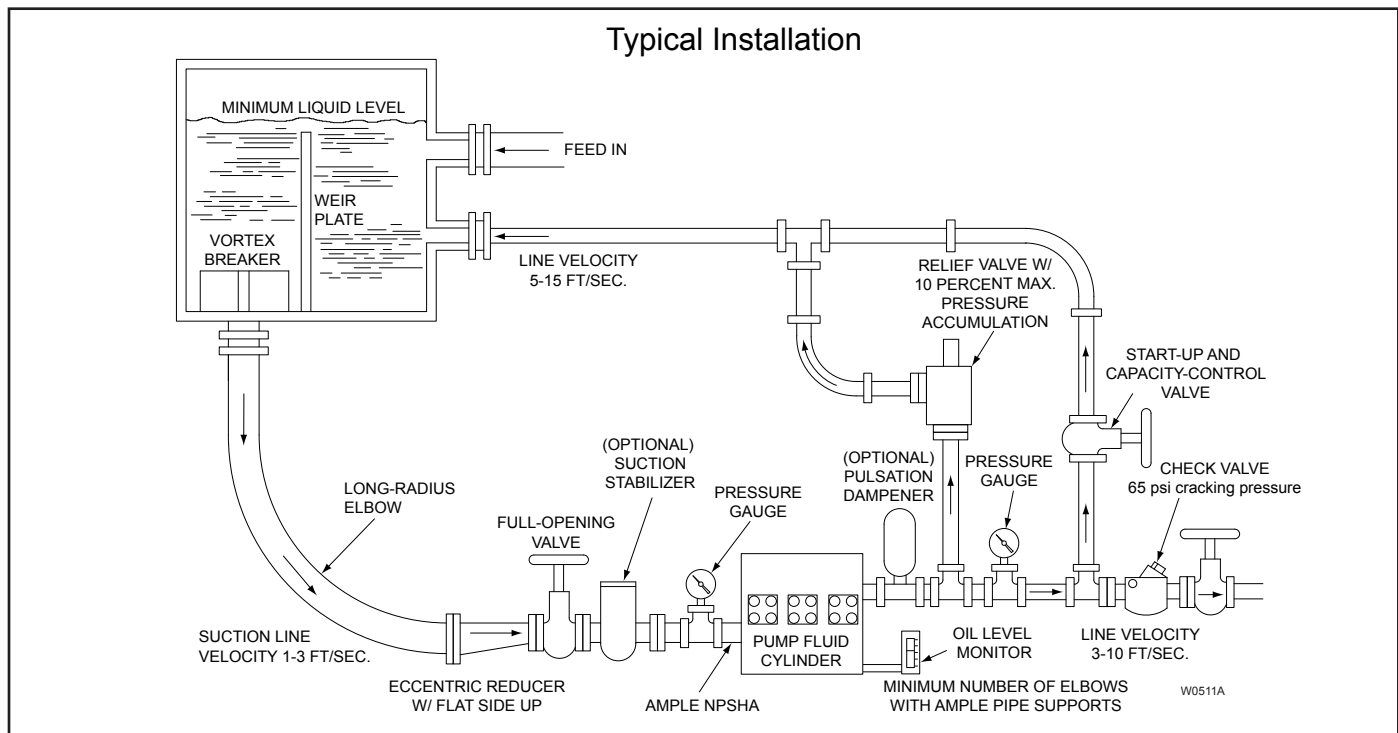 Typical Installation
MINIMUM LIQUID LEVEL
FEED IN
WEIR
PLATE
VORTEX
BREAKER
LINE VELOCITY
5-15 FT/SEC.
RELIEF VALVE W/
10 PERCENT MAX.
PRESSURE
ACCUMULATION
START-UP AND
CAPACITY-CONTROL
VALVE
(OPTIONAL)
SUCTION
STABILIZER
(OPTIONAL)
PULSATION
DAMPENER
PRESSURE
GAUGE
CHECK VALVE
65 psi cracking pressure
LONG-RADIUS
ELBOW
PRESSURE
GAUGE
FULL-OPENING
VALVE
SUCTION LINE
VELOCITY 1-3 FT/SEC.
PUMP FLUID
CYLINDER
OIL LEVEL
MONITOR
LINE VELOCITY
3-10 FT/SEC.
ECCENTRIC REDUCER
W/ FLAT SIDE UP
AMPLE NPSHA
MINIMUM NUMBER OF ELBOWS
WITH AMPLE PIPE SUPPORTS
W0511A